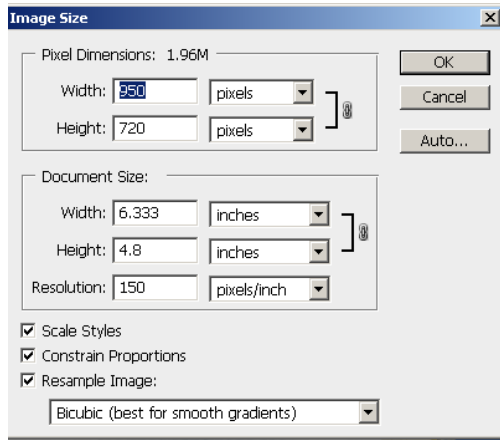 Image Size
Pixel Dimensions: 1.96M
OK
Width: 950 pixels
Cancel
Height: 720 pixels
Auto...
Document Size:
Width: 6.333 inches
Height: 4.8 inches
Resolution: 150 pixels/inch
Scale Styles
Constrain Proportions
Resample Image:
Bicubic (best for smooth gradients)